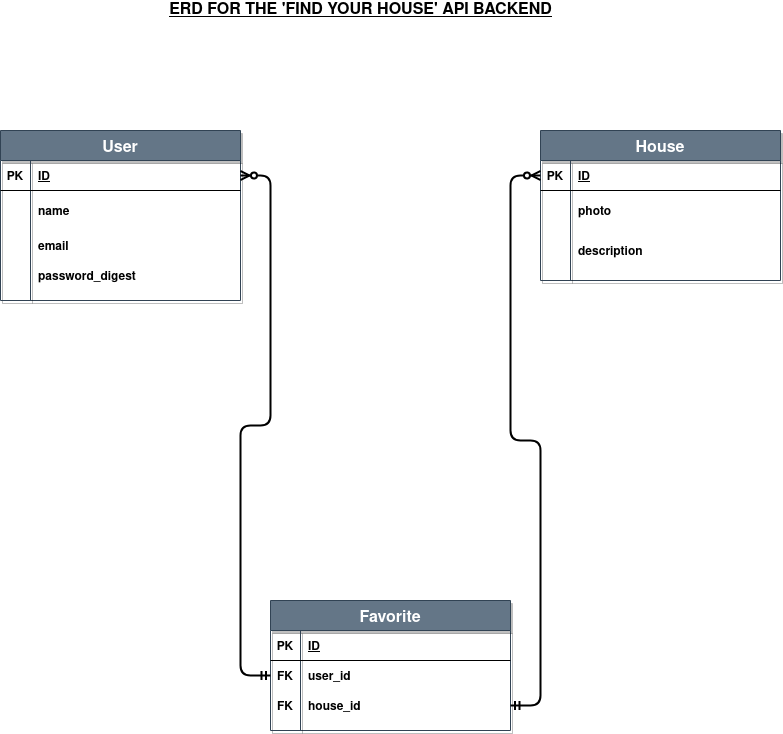 ERD FOR THE 'FIND YOUR HOUSE' API BACKEND
User
PK ID
name
email
password_digest
House
PK ID
photo
description
Favorite
PK ID
FK user_id
FK house_id